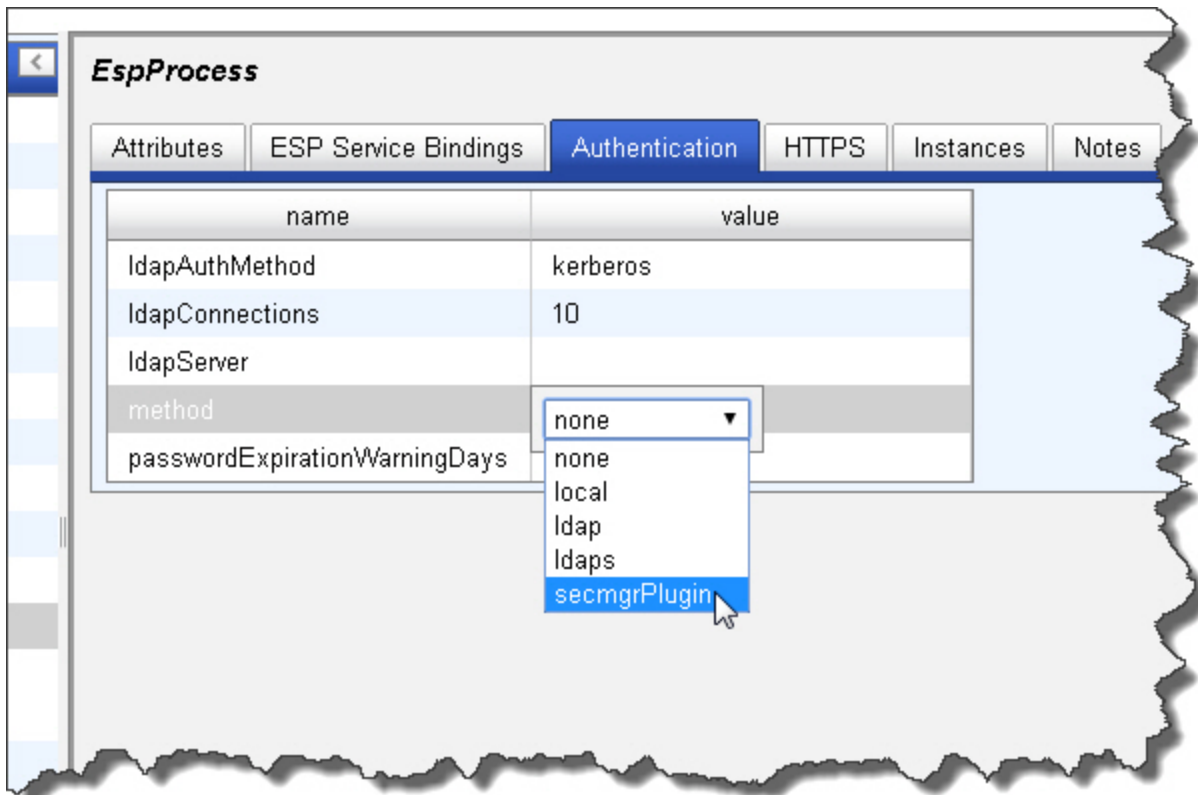 EspProcess
Attributes ESP Service Bindings Authentication HTTPS Instances Notes
name value
ldapAuthMethod kerberos
ldapConnections 10
ldapServer
method none
passwordExpirationWarningDays
none
local
ldap
ldaps
secmgrPlugin